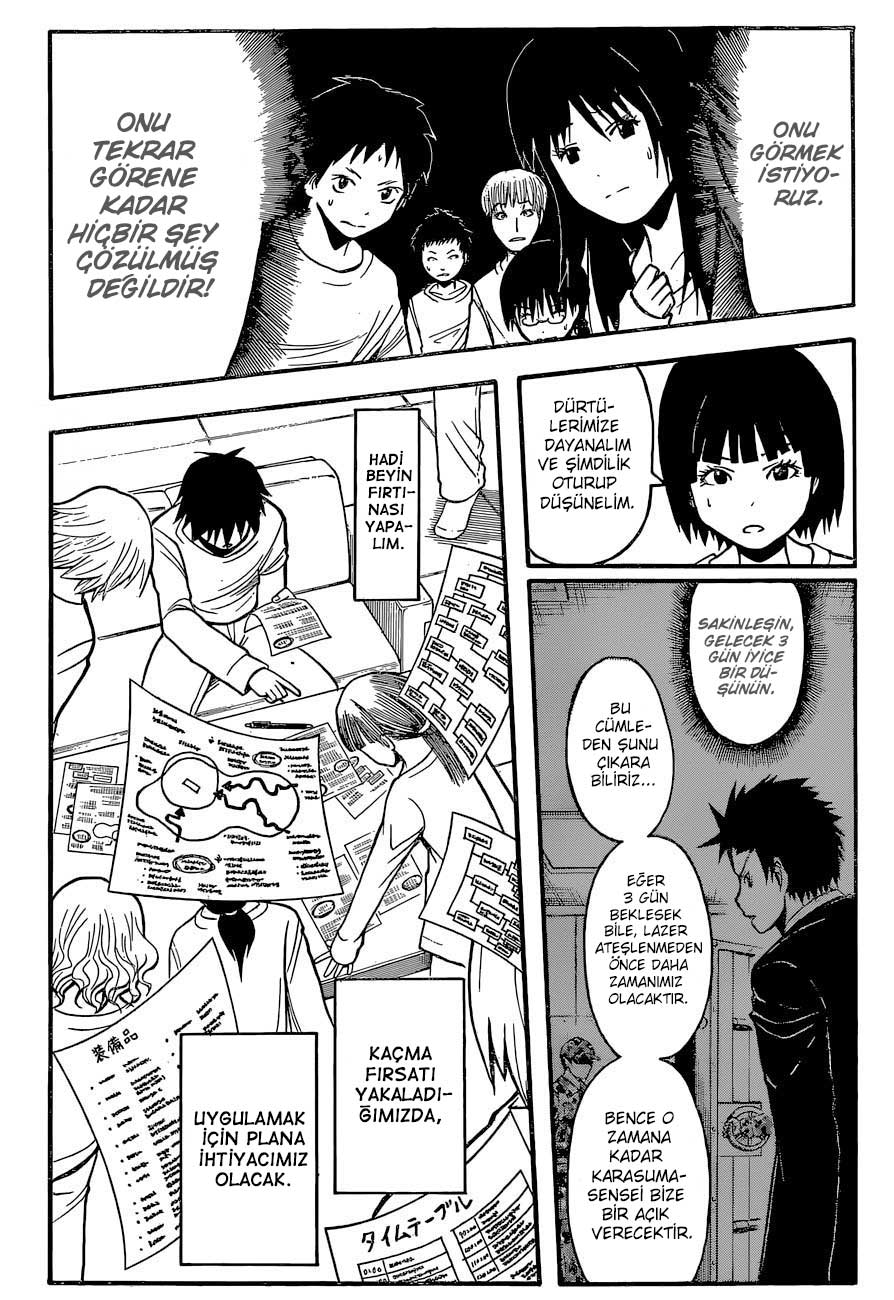 ONU
GÖRMEK
İSTİYO-
RUZ.
ONU
TEKRAR
GÖRENE
KADAR
HİÇBİR ŞEY
ÇÖZÜLMÜŞ
DEĞİLDİR!
DÜRTÜ-
LERİMİZE
DAYANALIM
VE ŞİMDİLİK
OTURUP
DÜŞÜNELİM.
SAKİNLEŞİN,
GELECEK 3
GÜN İYİCE
BİR DÜ-
ŞÜNÜN.
BU
CÜMLE-
DEN ŞUNU
ÇIKARA
BİLİRİZ...
EĞER
3 GÜN
BEKLESEK
BİLE, LAZER
ATEŞLENMEDEN
ÖNCE DAHA
ZAMANIMIZ
OLACAKTIR.
BENCE O
ZAMANA
KADAR
KARASUMA-
SENSEI BİZE
BİR AÇIK
VERECEKTİR.
HADİ
BEYİN
FIRTI-
NASI
YAPA-
LIM.
装備品
KAÇMA
FIRSATI
YAKALADI-
ĞIMIZDA,
UYGULAMAK
İÇİN PLANA
İHTİYACIMIZ
OLACAK.
タイムテーブル